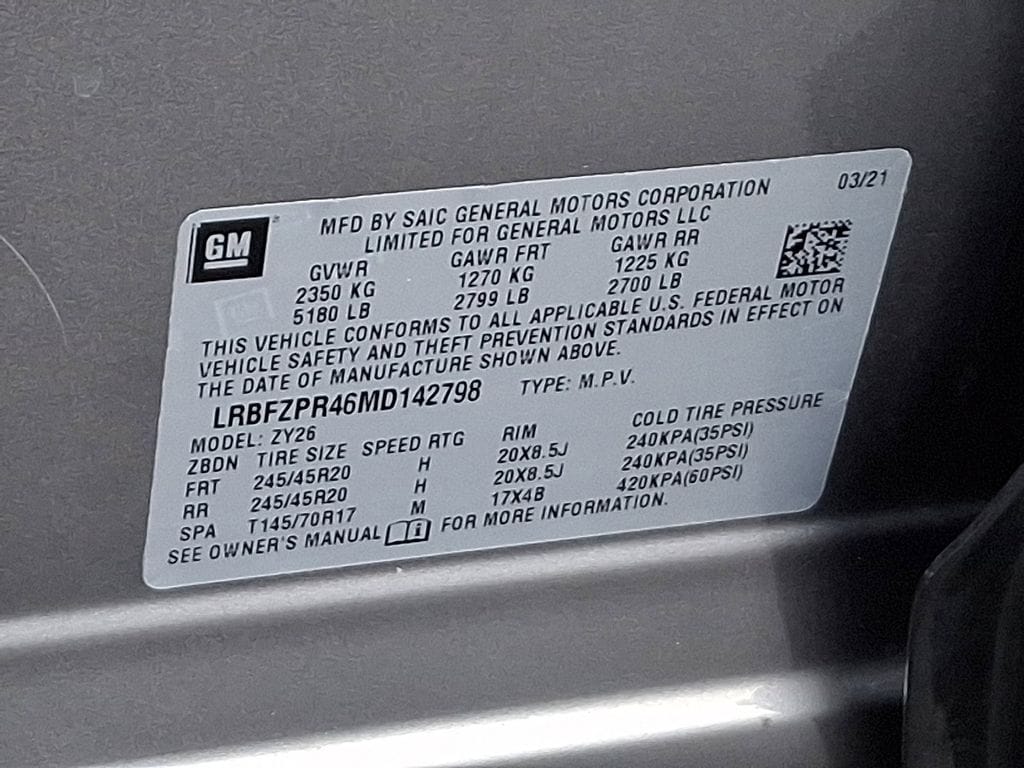 GM
MFD BY SAIC GENERAL MOTORS CORPORATION 03/21
LIMITED FOR GENERAL MOTORS LLC
GVWR GAWR FRT GAWR RR
2350 KG 1270 KG 1225 KG
5180 LB 2799 LB 2700 LB
THIS VEHICLE CONFORMS TO ALL APPLICABLE U.S. FEDERAL MOTOR
VEHICLE SAFETY AND THEFT PREVENTION STANDARDS IN EFFECT ON
THE DATE OF MANUFACTURE SHOWN ABOVE.
LRBFZPR46MD142798 TYPE: M.P.V.
MODEL: ZY26
ZBDN TIRE SIZE SPEED RTG RIM COLD TIRE PRESSURE
FRT 245/45R20 H 20X8.5J 240KPA(35PSI)
RR 245/45R20 H 20X8.5J 240KPA(35PSI)
SPA T145/70R17 M 17X4B 420KPA(60PSI)
SEE OWNER'S MANUAL FOR MORE INFORMATION.